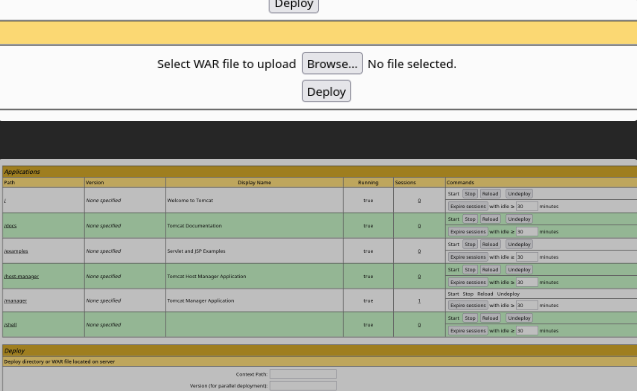 Deploy
Select WAR file to upload Browse... No file selected.
Deploy
Applications
Path Version Display Name Running Sessions Commands
/ None specified Welcome to Tomcat true 0 Start Stop Reload Undeploy
Expire sessions with idle ≥ 30 minutes
/docs None specified Tomcat Documentation true 0 Start Stop Reload Undeploy
Expire sessions with idle ≥ 30 minutes
/examples None specified Servlet and JSP Examples true 0 Start Stop Reload Undeploy
Expire sessions with idle ≥ 30 minutes
/host-manager None specified Tomcat Host Manager Application true 0 Start Stop Reload Undeploy
Expire sessions with idle ≥ 30 minutes
/manager None specified Tomcat Manager Application true 1 Start Stop Reload Undeploy
Expire sessions with idle ≥ 30 minutes
/shell None specified true 0 Start Stop Reload Undeploy
Expire sessions with idle ≥ 30 minutes
Deploy
Deploy directory or WAR file located on server
Context Path:
Version (for parallel deployment):